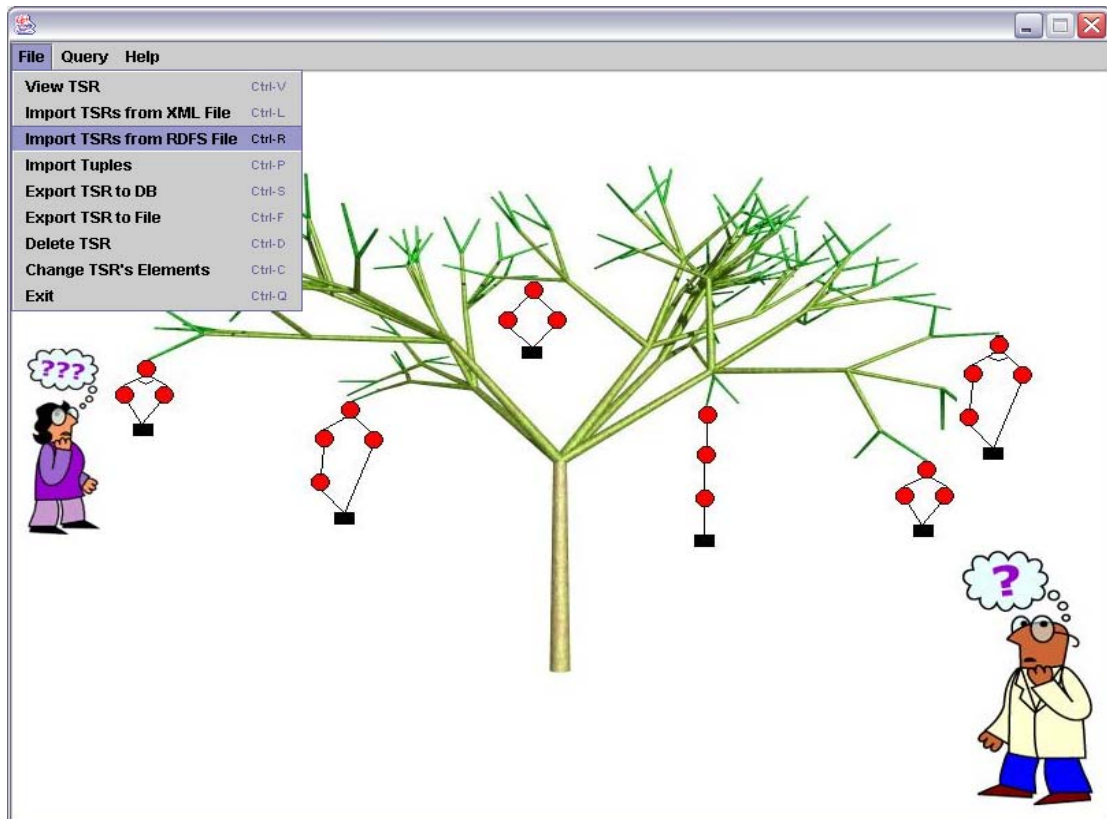 File Query Help
View TSR Ctrl-V
Import TSRs from XML File Ctrl-L
Import TSRs from RDFS File Ctrl-R
Import Tuples Ctrl-P
Export TSR to DB Ctrl-S
Export TSR to File Ctrl-F
Delete TSR Ctrl-D
Change TSR's Elements Ctrl-C
Exit Ctrl-Q
???
?